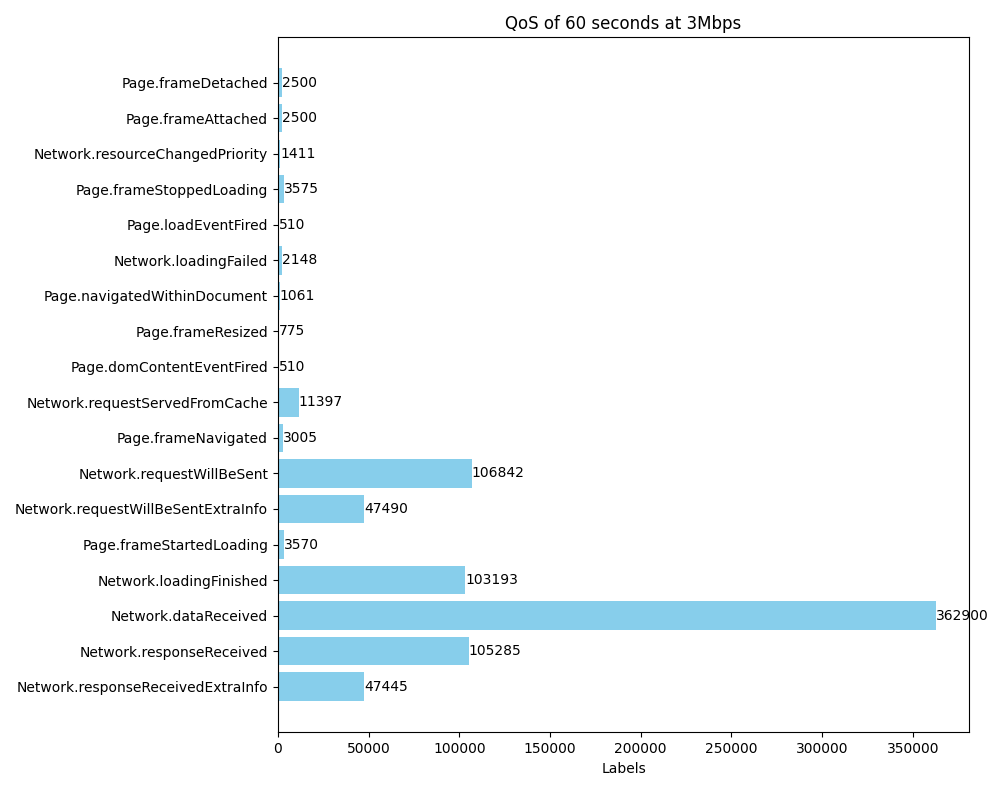 QoS of 60 seconds at 3Mbps
Page.frameDetached 2500
Page.frameAttached 2500
Network.resourceChangedPriority 1411
Page.frameStoppedLoading 3575
Page.loadEventFired 510
Network.loadingFailed 2148
Page.navigatedWithinDocument 1061
Page.frameResized 775
Page.domContentEventFired 510
Network.requestServedFromCache 11397
Page.frameNavigated 3005
Network.requestWillBeSent 106842
Network.requestWillBeSentExtraInfo 47490
Page.frameStartedLoading 3570
Network.loadingFinished 103193
Network.dataReceived 362900
Network.responseReceived 105285
Network.responseReceivedExtraInfo 47445
0 50000 100000 150000 200000 250000 300000 350000
Labels